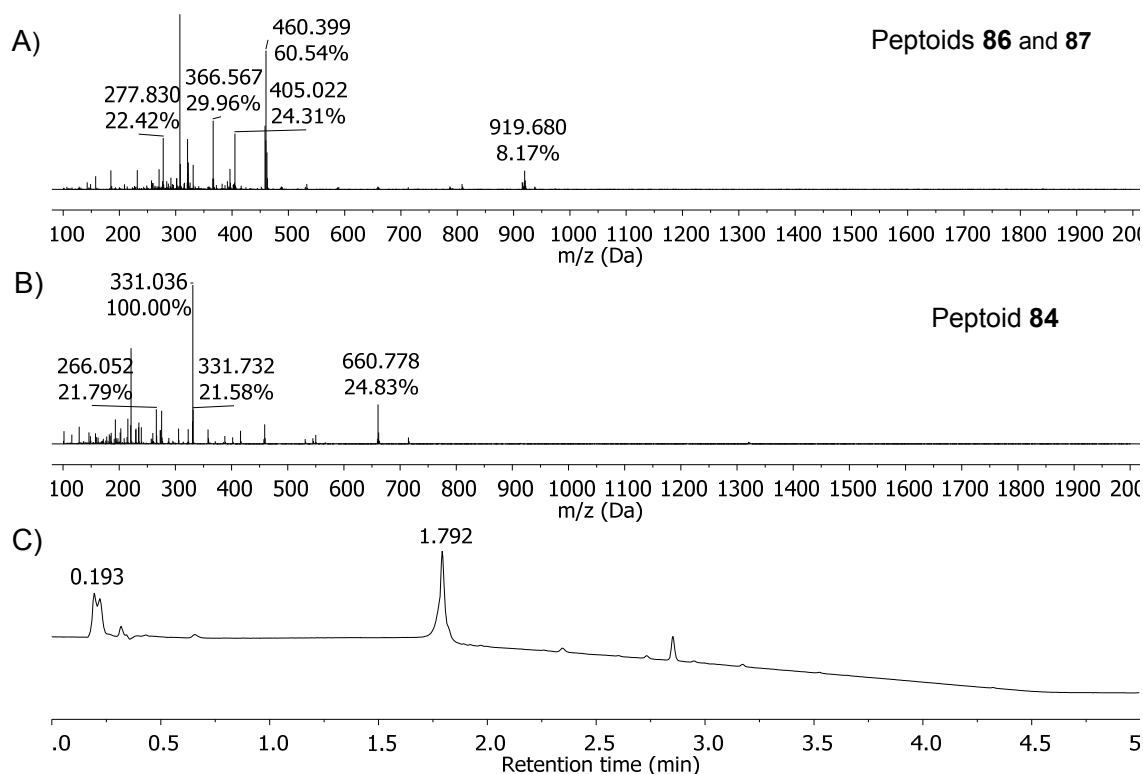 A)
Peptoids 86 and 87
460.399
60.54%
366.567
29.96%
405.022
24.31%
277.830
22.42%
919.680
8.17%
100 200 300 400 500 600 700 800 900 1000 1100 1200 1300 1400 1500 1600 1700 1800 1900 200
m/z (Da)
B)
Peptoid 84
331.036
100.00%
266.052
21.79%
331.732
21.58%
660.778
24.83%
100 200 300 400 500 600 700 800 900 1000 1100 1200 1300 1400 1500 1600 1700 1800 1900 200
m/z (Da)
C)
0.193
1.792
.0 0.5 1.0 1.5 2.0 2.5 3.0 3.5 4.0 4.5 5
Retention time (min)